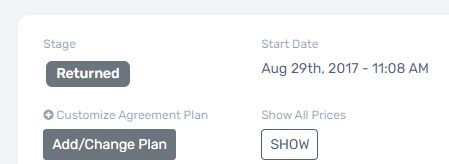 Stage
Start Date
Returned
Aug 29th, 2017 - 11:08 AM
Customize Agreement Plan
Show All Prices
Add/Change Plan
SHOW